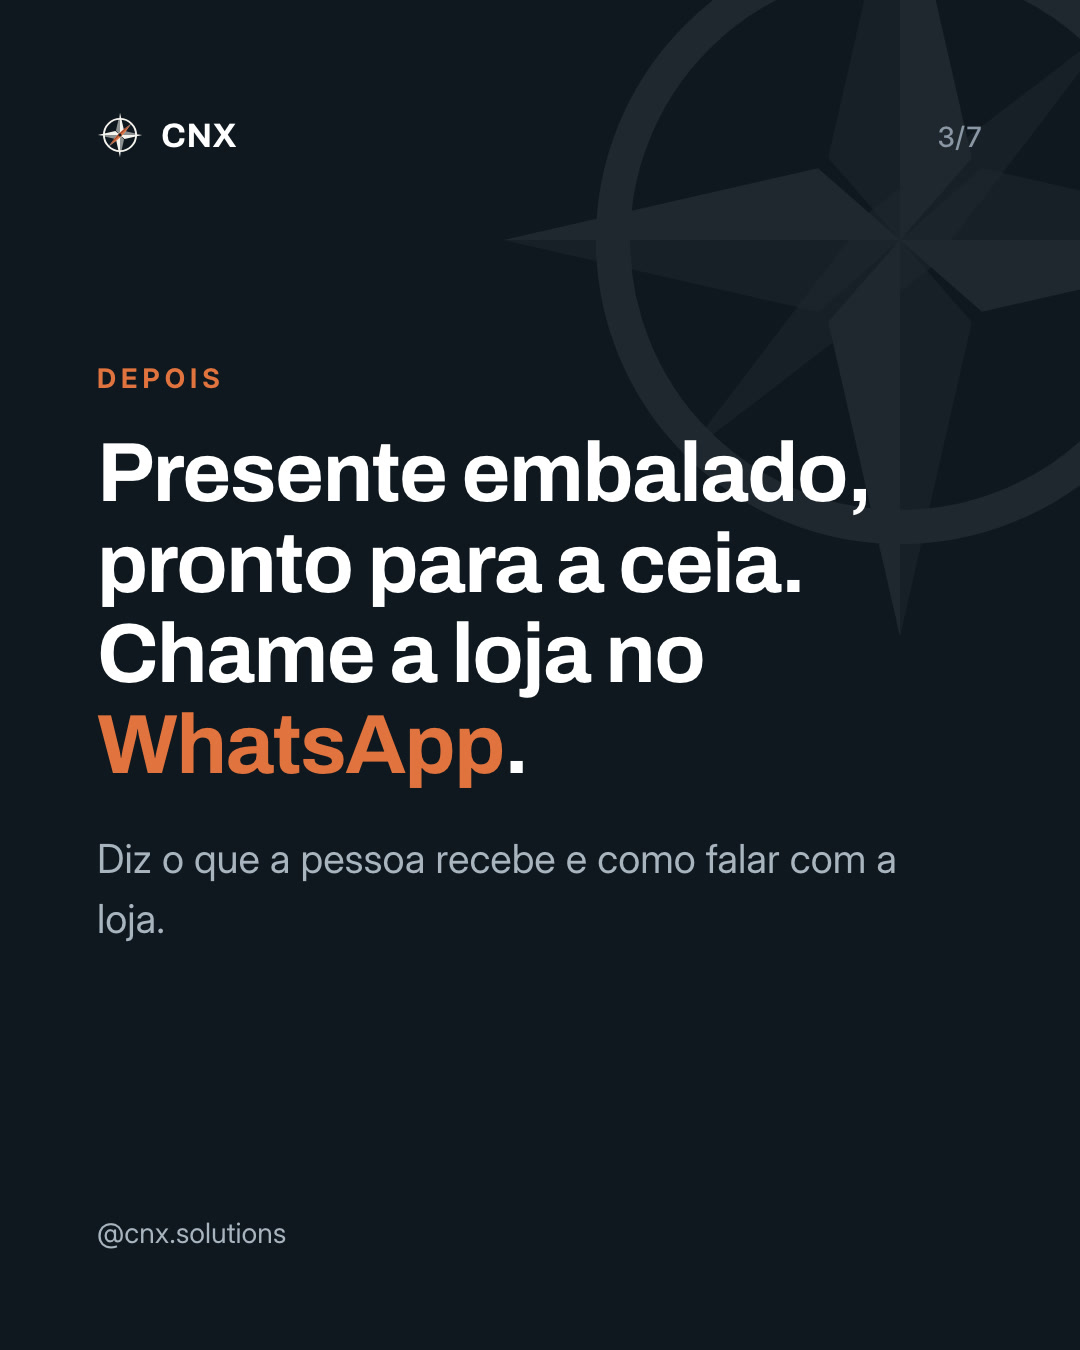 CNX
3/7
DEPOIS
Presente embalado,
pronto para a ceia.
Chame a loja no
WhatsApp.
Diz o que a pessoa recebe e como falar com a
loja.
@cnx.solutions